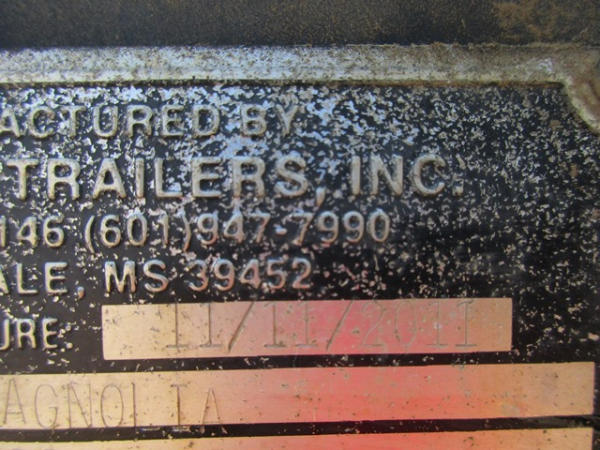 ACTURED BY
TRAILERS, INC.
146 (601)947-7990
ALE, MS 39452
URE: 11/11/2011
AGNOLIA